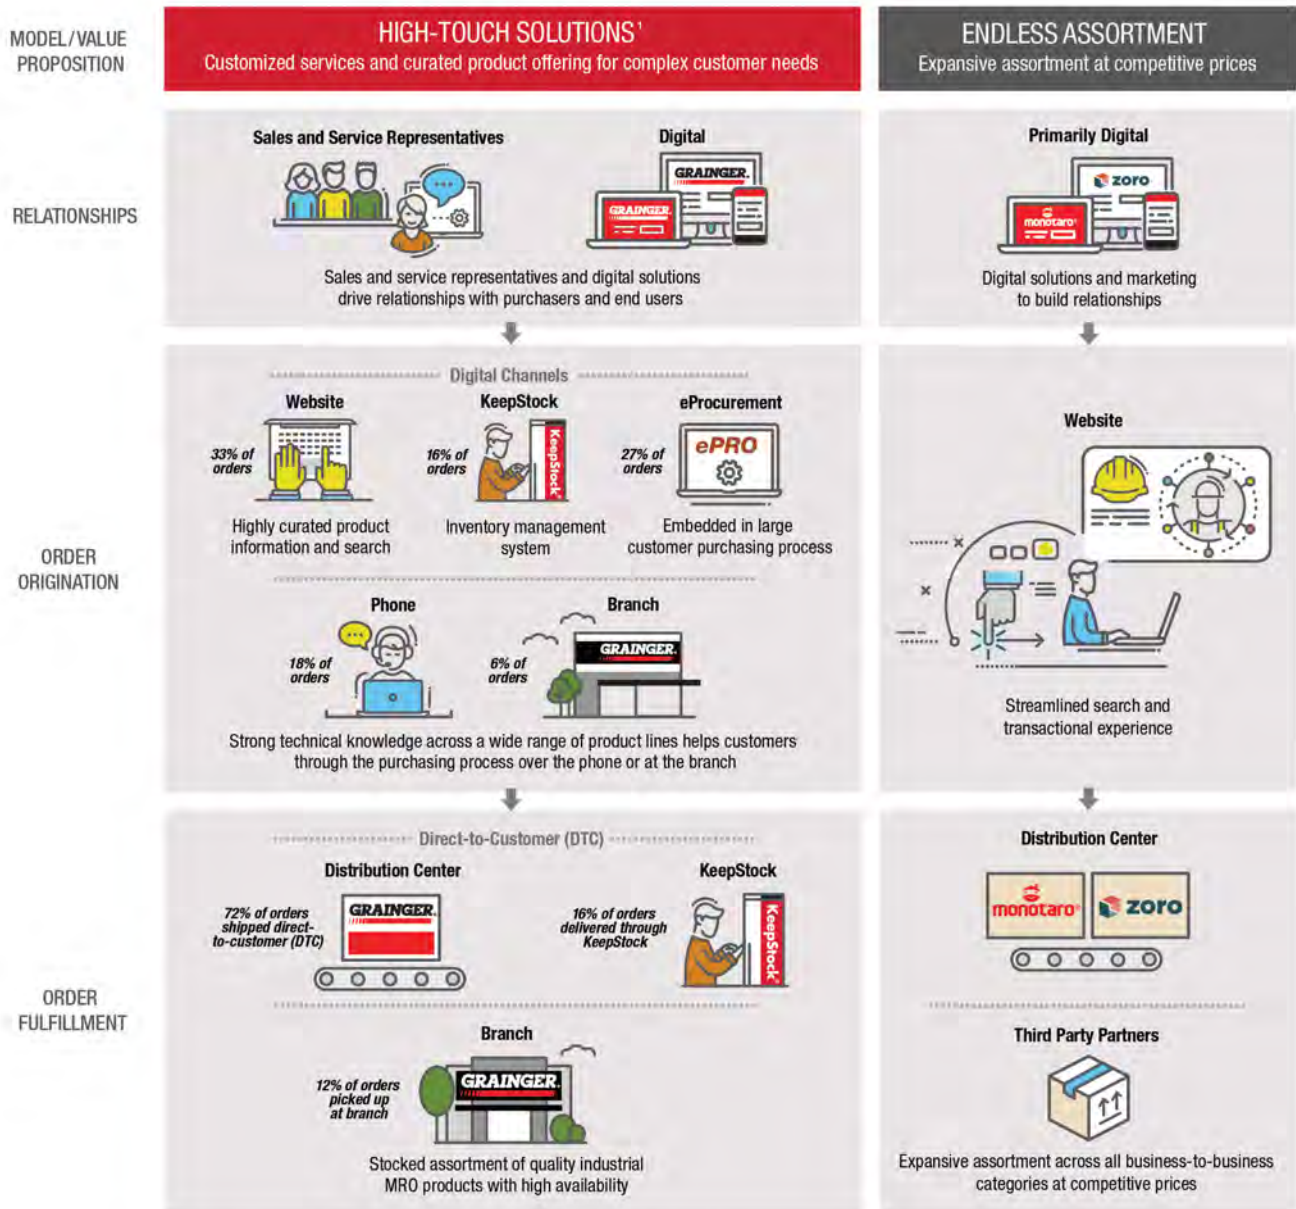 MODEL/VALUE
PROPOSITION
HIGH-TOUCH SOLUTIONS¹
Customized services and curated product offering for complex customer needs
ENDLESS ASSORTMENT
Expansive assortment at competitive prices
RELATIONSHIPS
Sales and Service Representatives
Digital
GRAINGER.
GRAINGER.
Sales and service representatives and digital solutions
drive relationships with purchasers and end users
Primarily Digital
zoro
monotaro
Digital solutions and marketing
to build relationships
ORDER
ORIGINATION
Digital Channels
Website
33% of
orders
Highly curated product
information and search
KeepStock
16% of
orders
KeepStock
Inventory management
system
eProcurement
27% of
orders
ePRO
Embedded in large
customer purchasing process
Phone
18% of
orders
Branch
6% of
orders
GRAINGER.
Strong technical knowledge across a wide range of product lines helps customers
through the purchasing process over the phone or at the branch
Website
Streamlined search and
transactional experience
ORDER
FULFILLMENT
Direct-to-Customer (DTC)
Distribution Center
72% of orders
shipped direct-
to-customer (DTC)
GRAINGER.
KeepStock
16% of orders
delivered through
KeepStock
KeepStock
Branch
12% of orders
picked up
at branch
GRAINGER.
Stocked assortment of quality industrial
MRO products with high availability
Distribution Center
monotaro
zoro
Third Party Partners
Expansive assortment across all business-to-business
categories at competitive prices